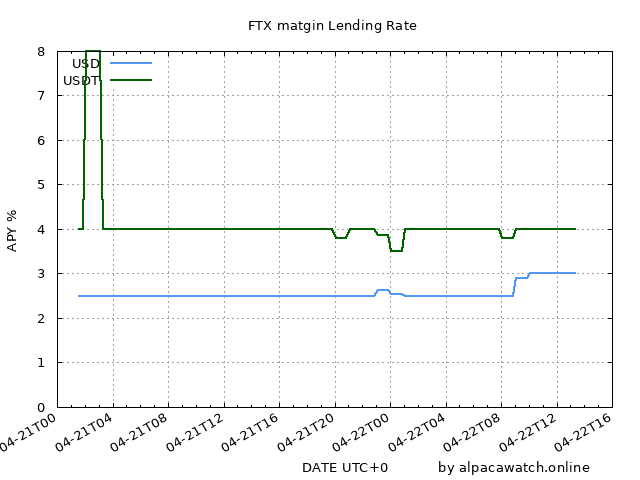 FTX matgin Lending Rate
USD
USDT
8
7
6
5
4
3
2
1
0
APY %
04-21T00
04-21T04
04-21T08
04-21T12
04-21T16
04-21T20
04-22T00
04-22T04
04-22T08
04-22T12
04-22T16
DATE UTC+0 by alpacawatch.online